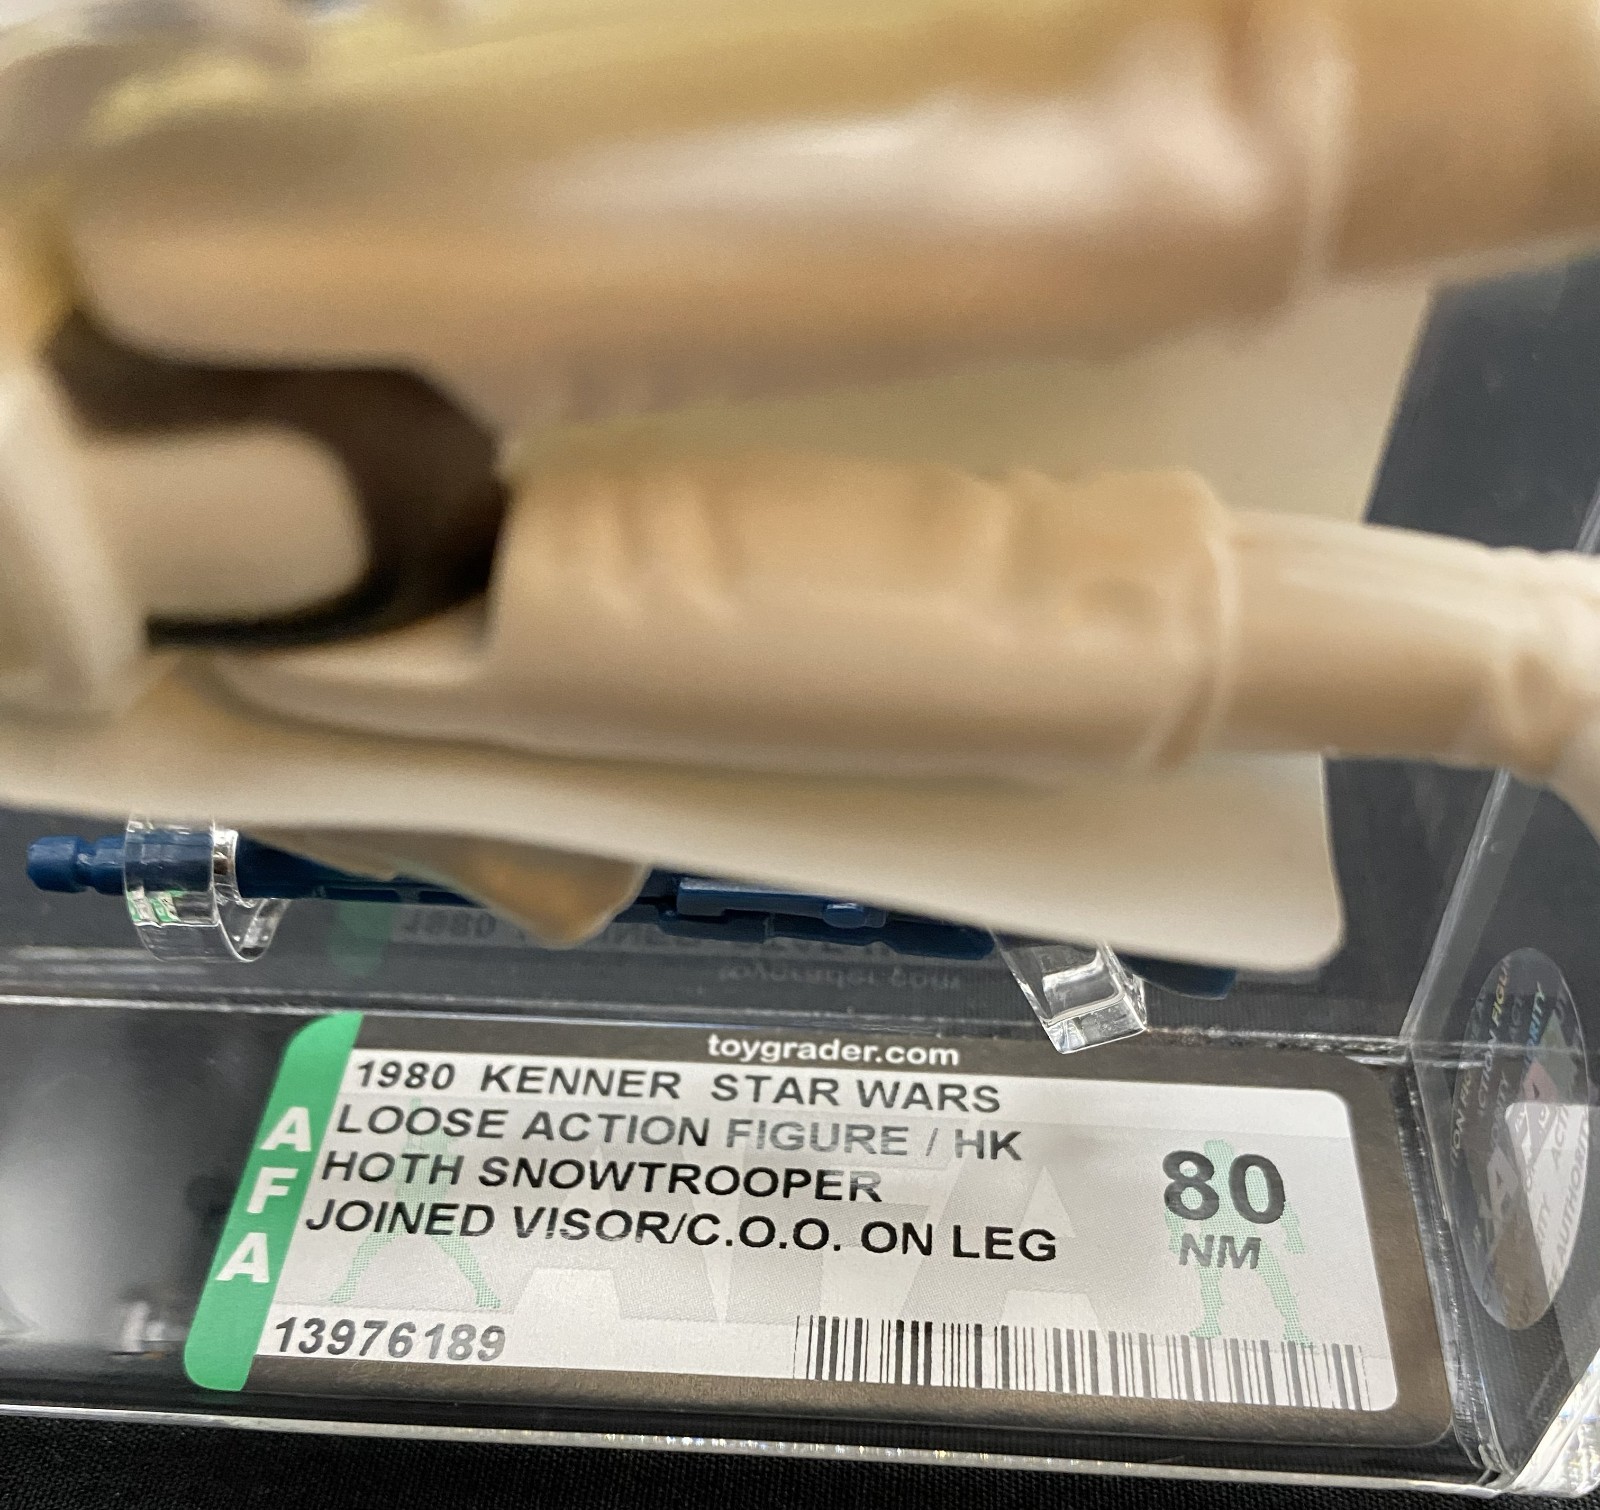 toygrader.com
1980 KENNER STAR WARS
LOOSE ACTION FIGURE / HK
HOTH SNOWTROOPER
JOINED VISOR/C.O.O. ON LEG
AFA
80
NM
13976189
AUTHORITY